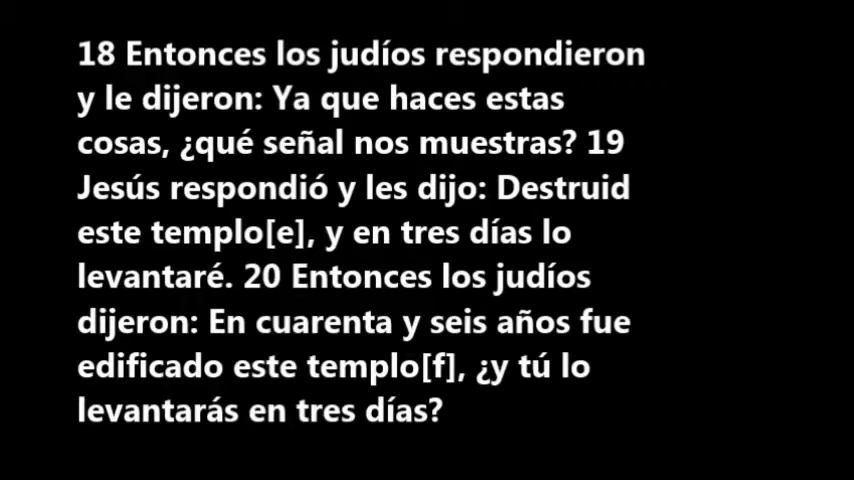 18 Entonces los judíos respondieron
y le dijeron: Ya que haces estas
cosas, ¿qué señal nos muestras? 19
Jesús respondió y les dijo: Destruid
este templo[e], y en tres días lo
levantaré. 20 Entonces los judíos
dijeron: En cuarenta y seis años fue
edificado este templo[f], ¿y tú lo
levantarás en tres días?